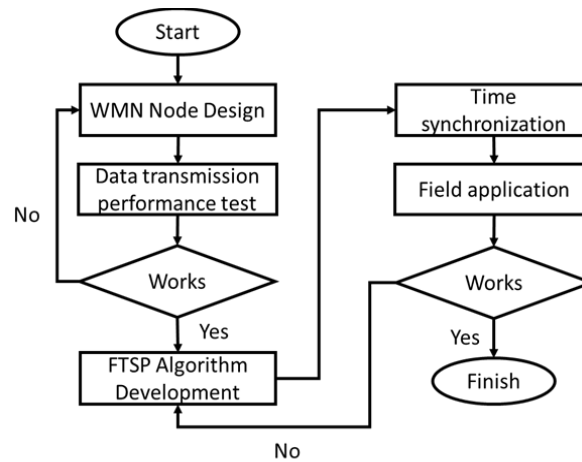 Start
WMN Node Design
Data transmission
performance test
No
Works
Yes
FTSP Algorithm
Development
No
Time
synchronization
Field application
Works
Yes
Finish